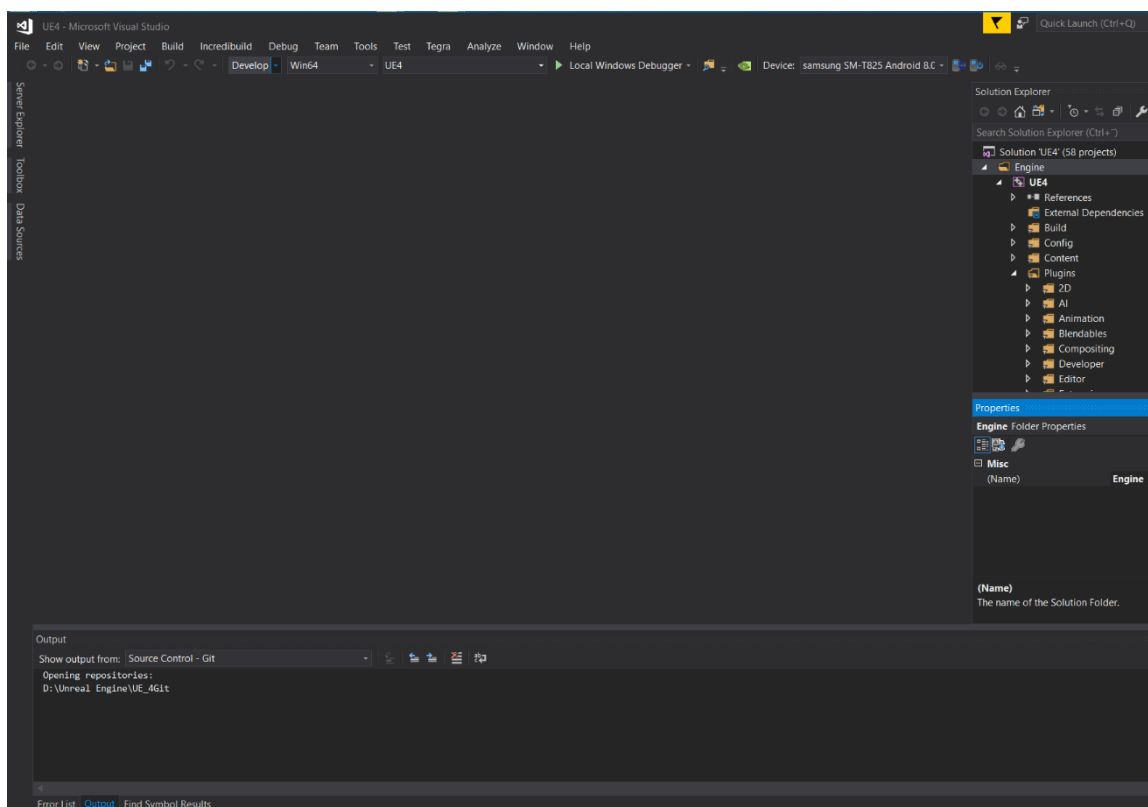 UE4 - Microsoft Visual Studio
Quick Launch (Ctrl+Q)
File Edit View Project Build Incredibuild Debug Team Tools Test Tegra Analyze Window Help
Develop Win64 UE4 Local Windows Debugger Device: samsung SM-T825 Android 8.0
Server Explorer
Toolbox
Data Sources
Solution Explorer
Search Solution Explorer (Ctrl+¨)
Solution 'UE4' (58 projects)
Engine
UE4
References
External Dependencies
Build
Config
Content
Plugins
2D
AI
Animation
Blendables
Compositing
Developer
Editor
Properties
Engine Folder Properties
Misc
(Name) Engine
(Name)
The name of the Solution Folder.
Output
Show output from: Source Control - Git
Opening repositories:
D:\Unreal Engine\UE_4Git
Error List Output Find Symbol Results